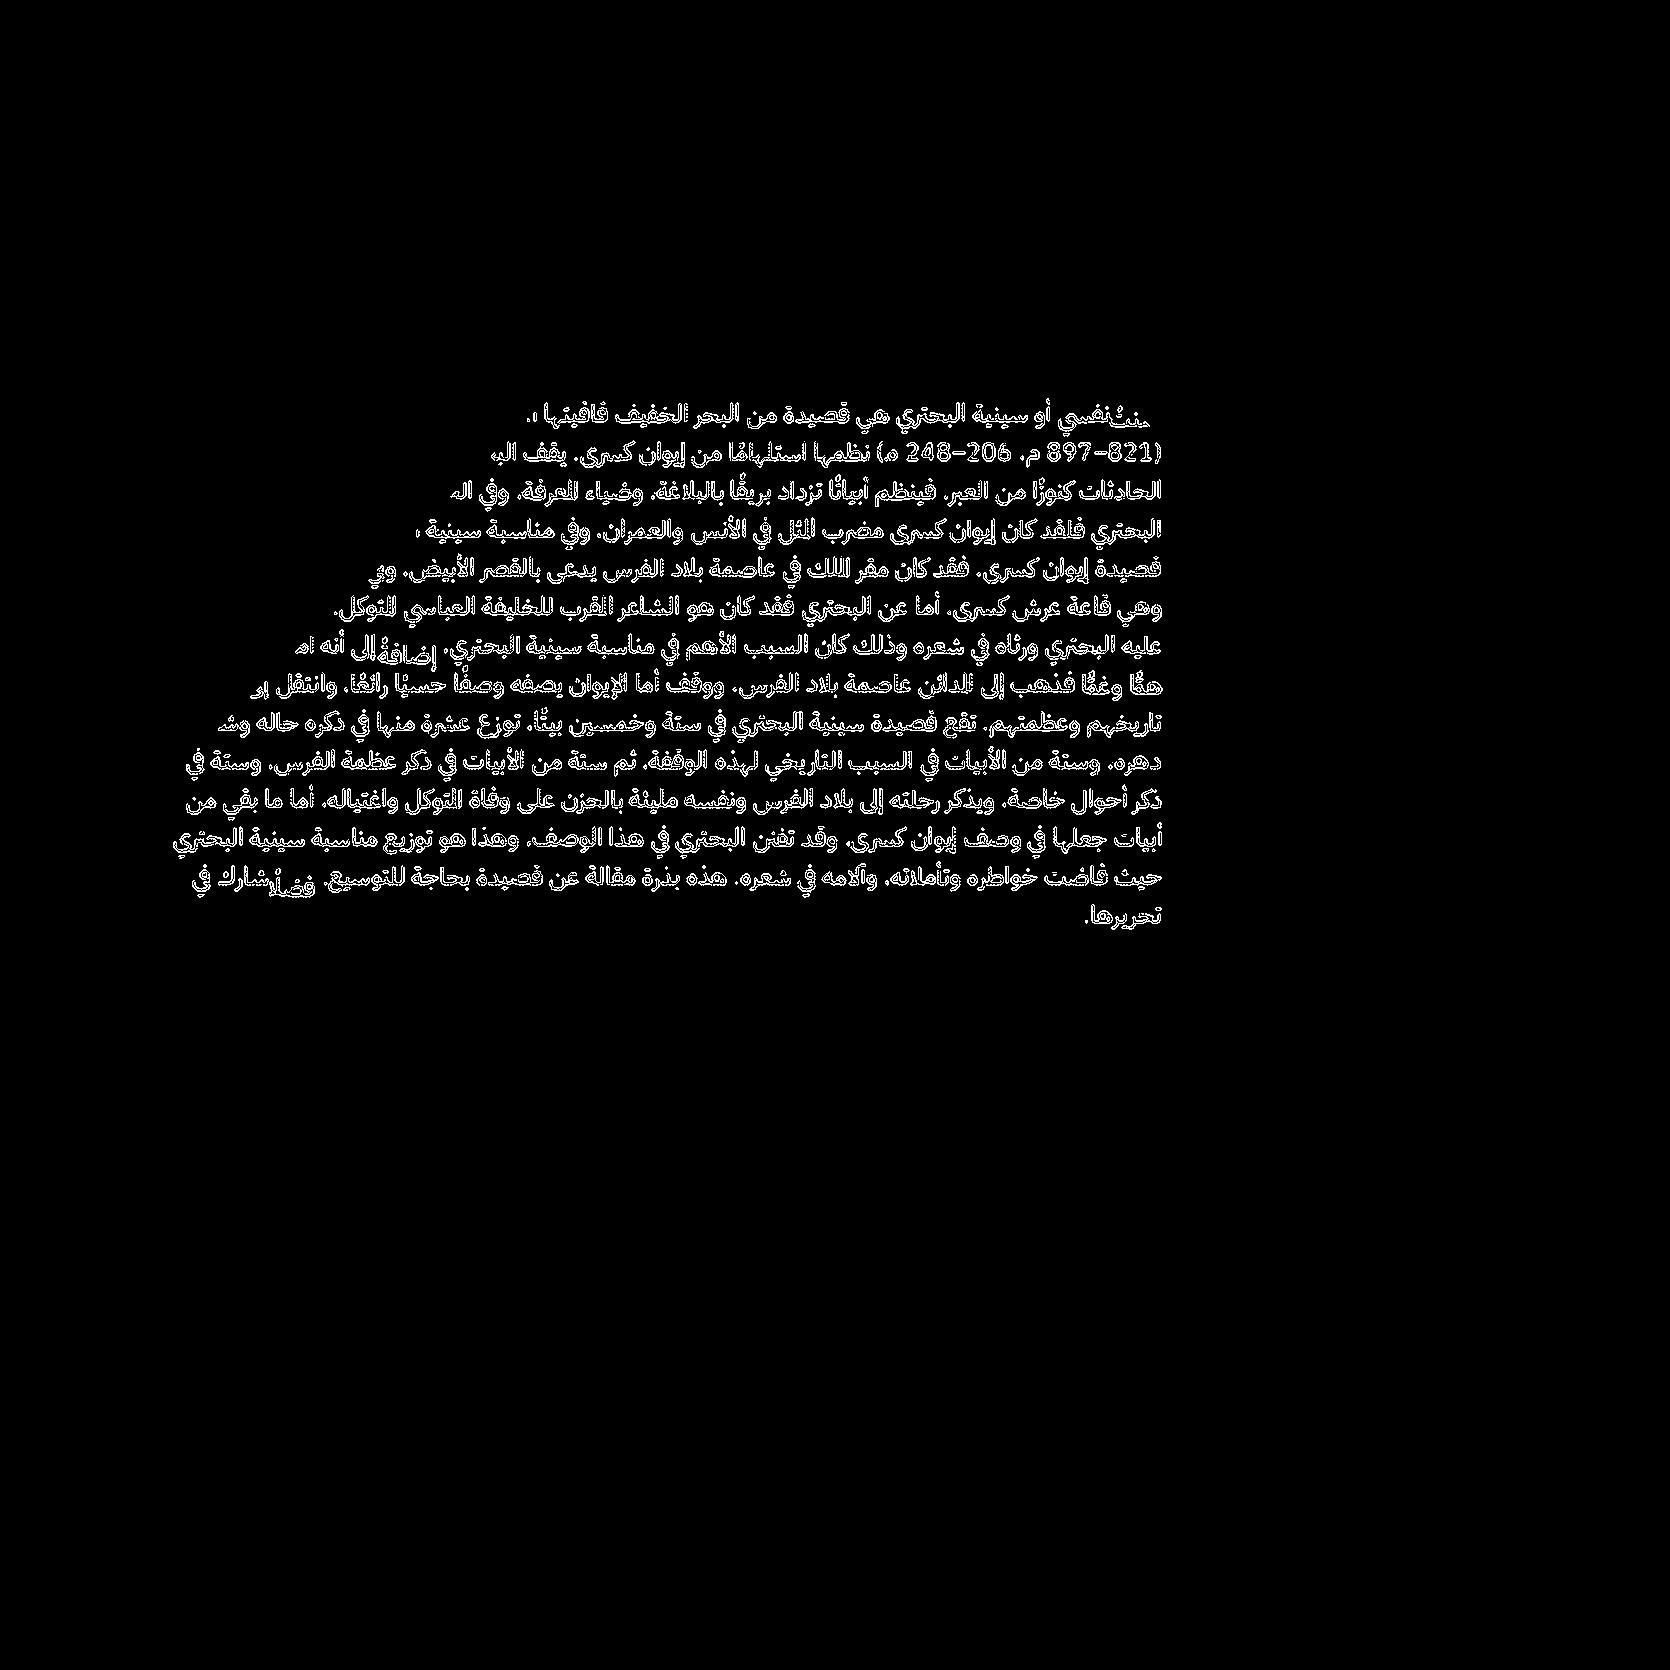 نفسي أو سينية البحتري هي قصيدة من البحر الخفيف قافيتها
(821–897 م، 206–248 ه) نظمها استلهامًا من إيوان كسرى. يقف
الحادثات كنوزًا من العبر، فينظم أبياتًا تزداد بريقًا بالبلاغة، وضياء المعرفة. وفي
البحتري فلقد كان إيوان كسرى مضرب المثل في الأنس والعمران، وفي مناسبة سينية
قصيدة إيوان كسرى. فقد كان مقر الملك في عاصمة بلاد الفرس يدعى بالقصر الأبيض،
وهي قاعة عرش كسرى. أما عن البحتري فقد كان هو الشاعر المقرب للخليفة العباسي المتوكل.
عليه البحتري ورثاه في شعره وذلك كان السبب الأهم في مناسبة سينية البحتري، إضافة إلى أنه
همًّا وغمًّا فذهب إلى المدائن عاصمة بلاد الفرس، ووقف أما الإيوان يصفه وصفًا حسيًا رائعًا، وانتقل
تاريخهم وعظمتهم. تقع قصيدة سينية البحتري في ستة وخمسين بيتًا، توزع عشرة منها في ذكره حاله
دهره، وستة من الأبيات في السبب التاريخي لهذه الوقفة، ثم ستة من الأبيات في ذكر عظمة الفرس، وستة في
ذكر أحوال خاصة، ويذكر رحلته إلى بلاد الفرس ونفسه مليئة بالحزن على وفاة المتوكل واغتياله، أما ما بقي من
أبيات جعلها في وصف إيوان كسرى، وقد تفنن البحتري في هذا الوصف، وهذا هو توزيع مناسبة سينية البحتري
حيث فاضت خواطره وتأملاته، وآلامه في شعره. هذه بذرة مقالة عن قصيدة بحاجة للتوسيع. فضلًا شارك في
تحريرها.